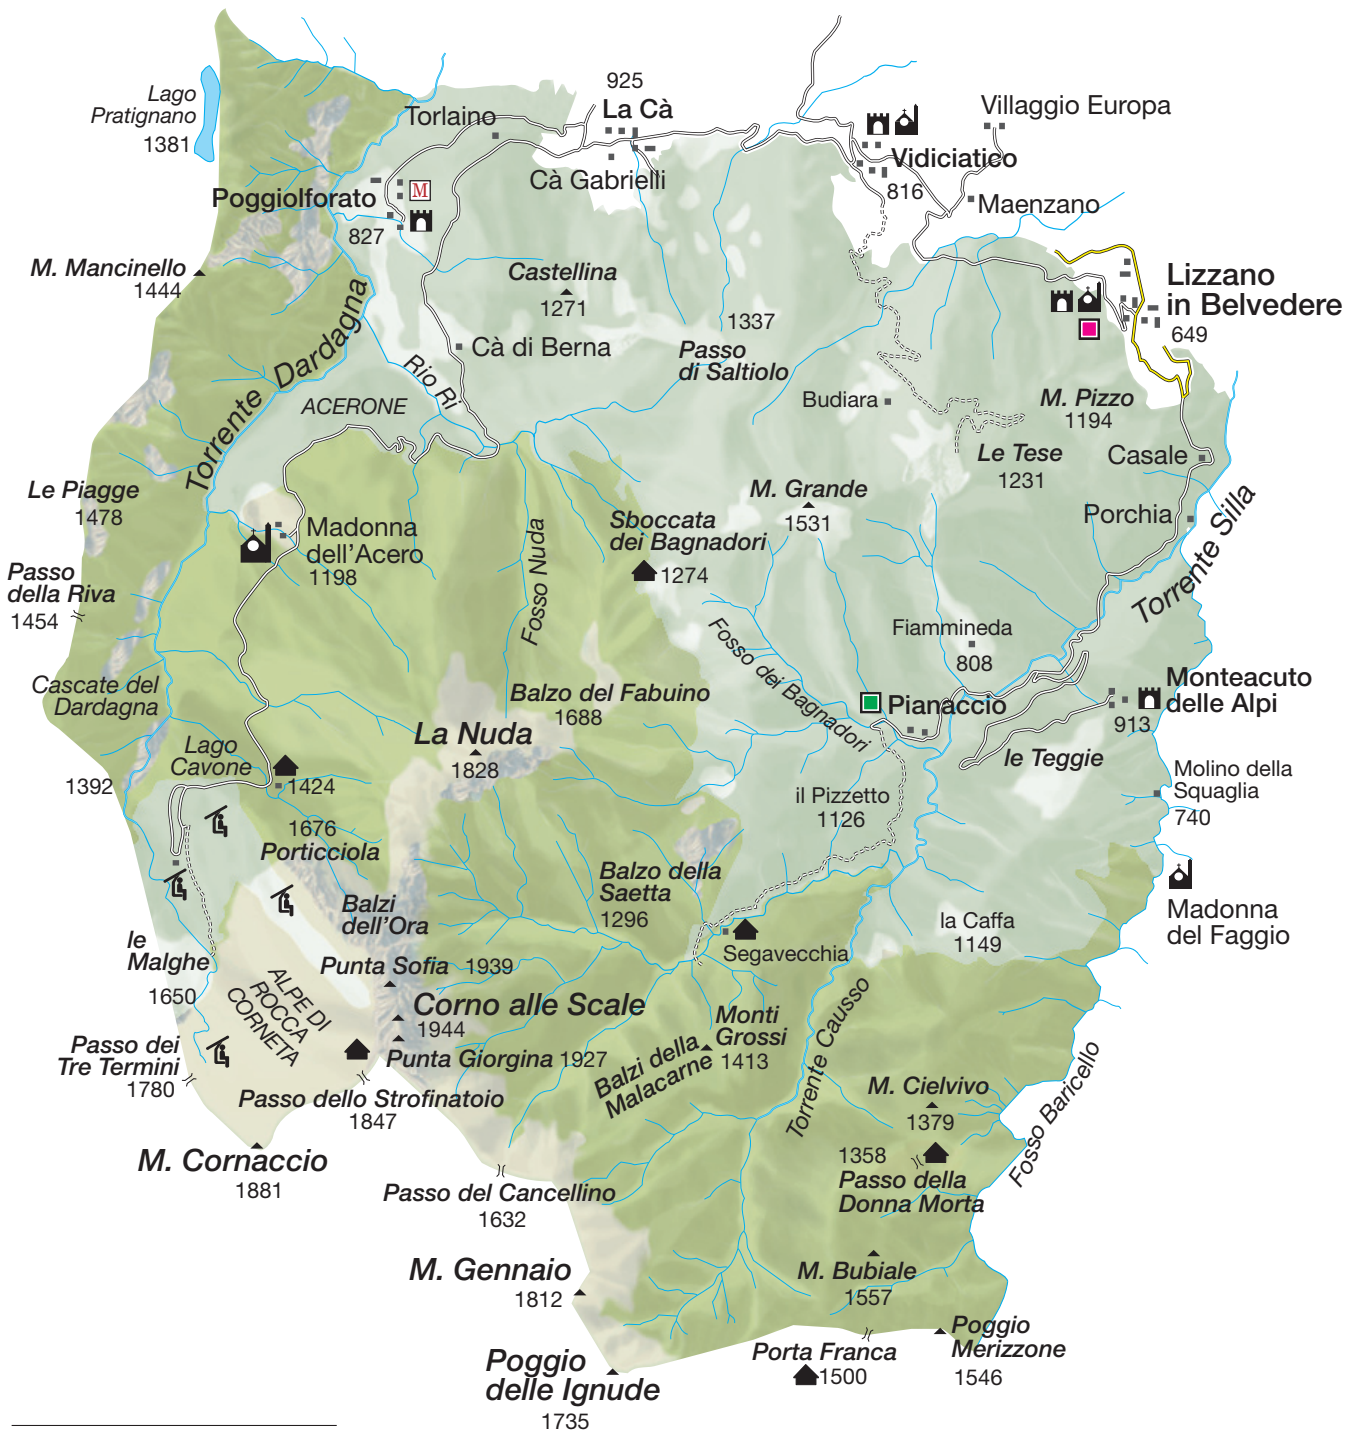 925
La Cà
Lago
Pratignano
1381
Torlaino
Villaggio Europa
Vidiciatico
816
Cà Gabrielli
M
Poggiolforato
827
Maenzano
M. Mancinello
1444
Castellina
1271
Lizzano
in Belvedere
649
1337
Passo
di Saltiolo
Cà di Berna
Torrente Dardagna
Rio Ri
ACERONE
Budiara
M. Pizzo
1194
Le Tese
1231
Casale
Le Piagge
1478
M. Grande
1531
Porchia
Sboccata
dei Bagnadori
1274
Madonna
dell'Acero
1198
Fosso Nuda
Torrente Silla
Passo
della Riva
1454
Fiammineda
808
Fosso dei Bagnadori
Cascate del
Dardagna
Balzo del Fabuino
1688
Pianaccio
Monteacuto
delle Alpi
913
La Nuda
1828
Lago
Cavone
1424
1392
le Teggie
Molino della
Squaglia
740
il Pizzetto
1126
1676
Porticciola
Balzo della
Saetta
1296
Balzi
dell'Ora
la Caffa
1149
Madonna
del Faggio
le
Malghe
1650
Segavecchia
Punta Sofia 1939
ALPE DI
ROCCA
CORNETA
Corno alle Scale
1944
Monti
Grossi
1413
Torrente Causso
Passo dei
Tre Termini
1780
Punta Giorgina 1927
Balzi della
Malacarne
Fosso Baricello
Passo dello Strofinatoio
1847
M. Cielvivo
1379
M. Cornaccio
1881
1358
Passo della
Donna Morta
Passo del Cancellino
1632
M. Gennaio
1812
M. Bubiale
1557
Poggio
Merizzone
1546
Porta Franca
1500
Poggio
delle Ignude
1735